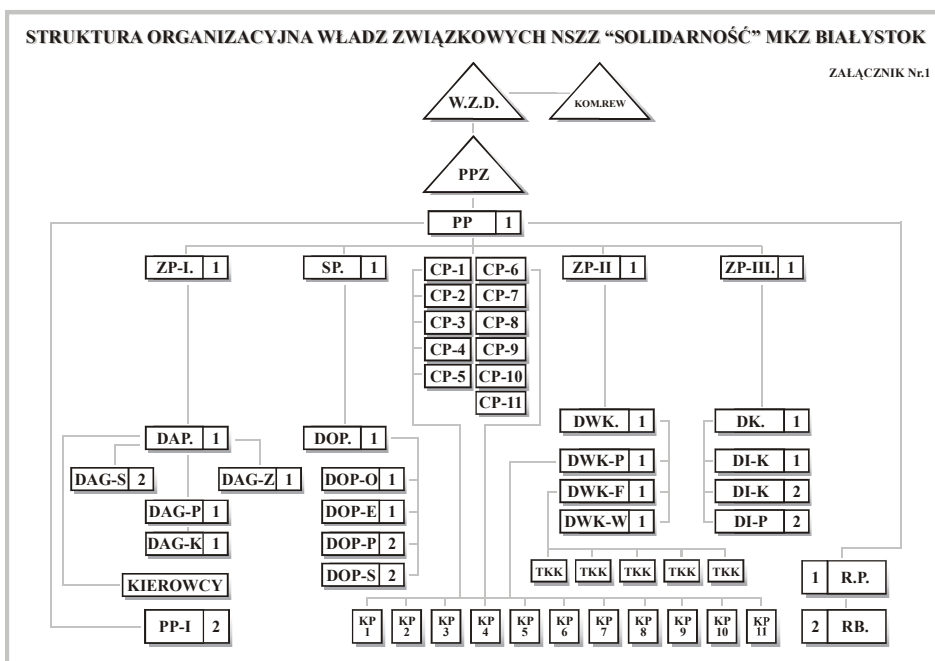 STRUKTURA ORGANIZACYJNA WŁADZ ZWIĄZKOWYCH NSZZ “SOLIDARNOŚĆ” MKZ BIAŁYSTOK
ZAŁĄCZNIK Nr.1
W.Z.D.
KOM.REW
PPZ
PP 1
ZP-I. 1
SP. 1
CP-1 CP-6
CP-2 CP-7
CP-3 CP-8
CP-4 CP-9
CP-5 CP-10
CP-11
ZP-II 1
ZP-III. 1
DAP. 1
DAG-S 2
DAG-Z 1
DAG-P 1
DAG-K 1
KIEROWCY
PP-I 2
DOP. 1
DOP-O 1
DOP-E 1
DOP-P 2
DOP-S 2
DWK. 1
DWK-P 1
DWK-F 1
DWK-W 1
DK. 1
DI-K 1
DI-K 2
DI-P 2
TKK TKK TKK TKK TKK
1 R.P.
2 RB.
KP 1
KP 2
KP 3
KP 4
KP 5
KP 6
KP 7
KP 8
KP 9
KP 10
KP 11